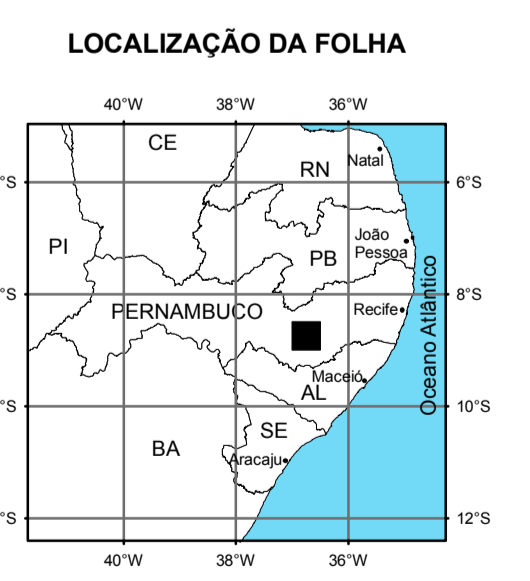 LOCALIZAÇÃO DA FOLHA
40°W 38°W 36°W
CE
RN
Natal
°S
6°S
PI
João
Pessoa
PB
°S
8°S
PERNAMBUCO
Recife
Oceano Atlântico
Maceió
AL
°S
10°S
SE
BA
Aracaju
°S
12°S
40°W 38°W 36°W